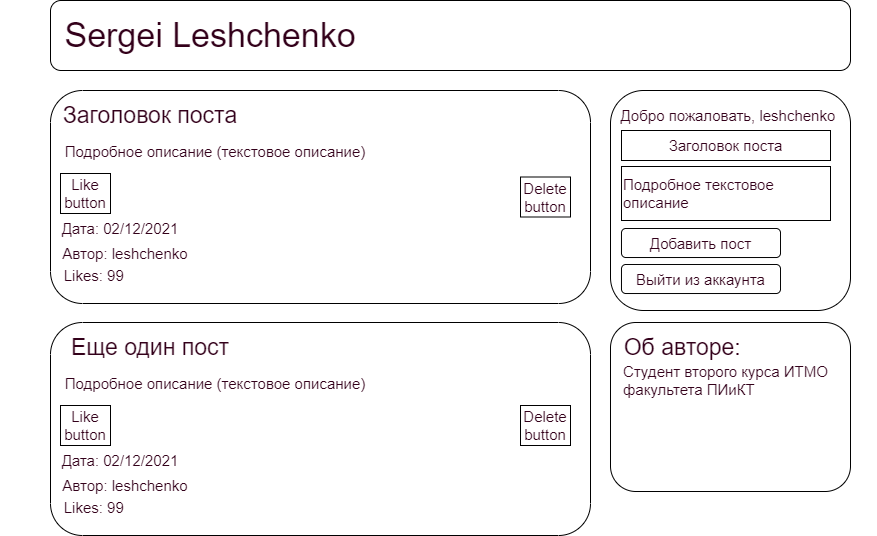 Sergei Leshchenko
Заголовок поста
Подробное описание (текстовое описание)
Like
button
Delete
button
Дата: 02/12/2021
Автор: leshchenko
Likes: 99
Добро пожаловать, leshchenko
Заголовок поста
Подробное текстовое
описание
Добавить пост
Выйти из аккаунта
Еще один пост
Подробное описание (текстовое описание)
Like
button
Delete
button
Дата: 02/12/2021
Автор: leshchenko
Likes: 99
Об авторе:
Студент второго курса ИТМО
факультета ПИиКТ